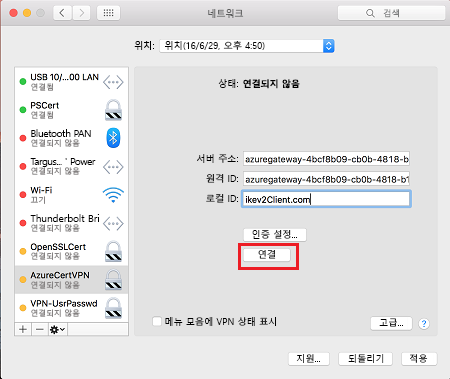 네트워크
검색
위치: 위치(16/6/29, 오후 4:50)
USB 10/...00 LAN
연결됨
PSCert
연결됨
Bluetooth PAN
연결되지 않음
Targus... ` Power
연결되지 않음
Wi-Fi
끄기
Thunderbolt Bri
연결되지 않음
OpenSSLCert
연결되지 않음
AzureCertVPN
연결되지 않음
VPN-UsrPasswd
연결되지 않음
상태: 연결되지 않음
서버 주소: azuregateway-4bcf8b09-cb0b-4818-b
원격 ID: azuregateway-4bcf8b09-cb0b-4818-b1
로컬 ID: ikev2Client.com
인증 설정...
연결
메뉴 모음에 VPN 상태 표시
고급...
?
지원...
되돌리기
적용